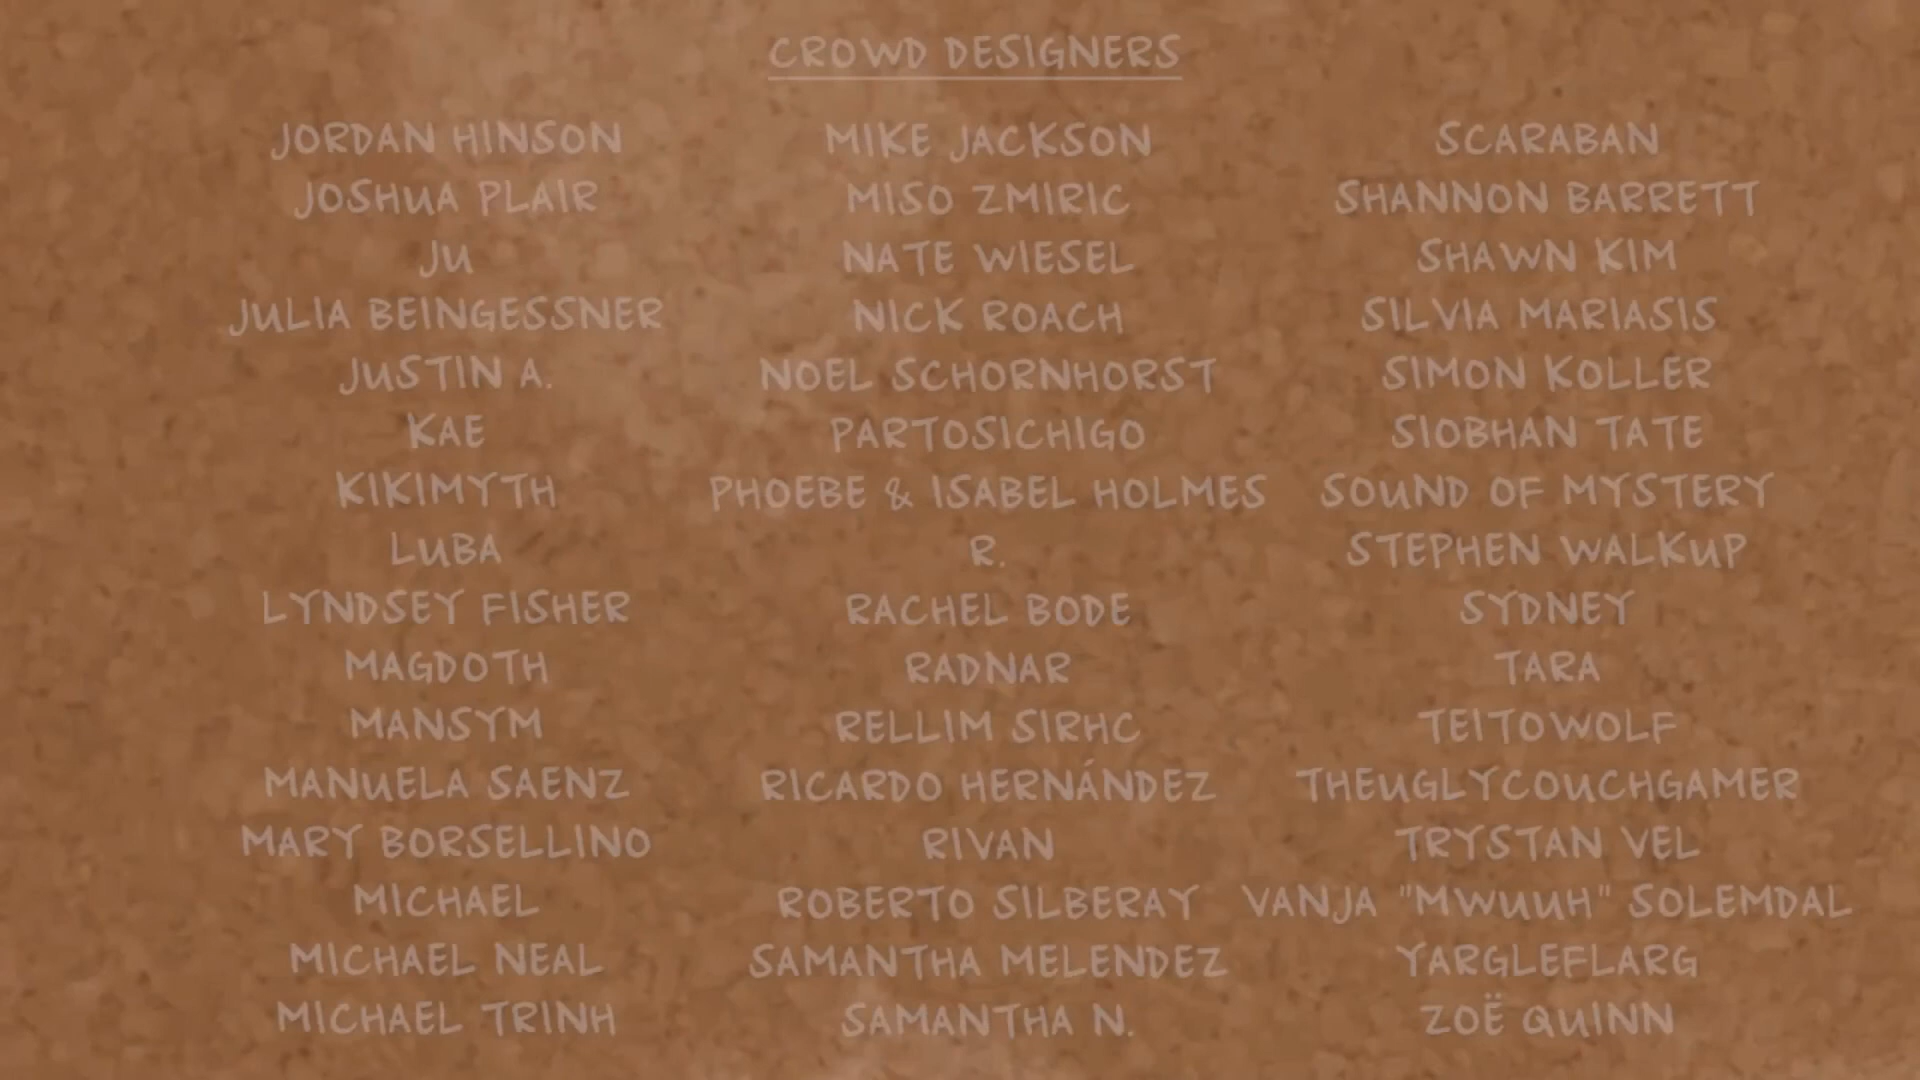 CROWD DESIGNERS
JORDAN HINSON
JOSHUA PLAIR
JU
JULIA BEINGESSNER
JUSTIN A.
KAE
KIKIMYTH
LUBA
LYNDSEY FISHER
MAGDOTH
MANSYM
MANUELA SAENZ
MARY BORSELLINO
MICHAEL
MICHAEL NEAL
MICHAEL TRINH
MIKE JACKSON
MISO ZMIRIC
NATE WIESEL
NICK ROACH
NOEL SCHORNHORST
PARTOSICHIGO
PHOEBE & ISABEL HOLMES
R.
RACHEL BODE
RADNAR
RELLIM SIRHC
RICARDO HERNÁNDEZ
RIVAN
ROBERTO SILBERAY
SAMANTHA MELENDEZ
SAMANTHA N.
SCARABAN
SHANNON BARRETT
SHAWN KIM
SILVIA MARIASIS
SIMON KOLLER
SIOBHAN TATE
SOUND OF MYSTERY
STEPHEN WALKUP
SYDNEY
TARA
TEITOWOLF
THEUGLYCOUCHGAMER
TRYSTAN VEL
VANJA "MWUUH" SOLEMDAL
YARGLEFLARG
ZOË QUINN